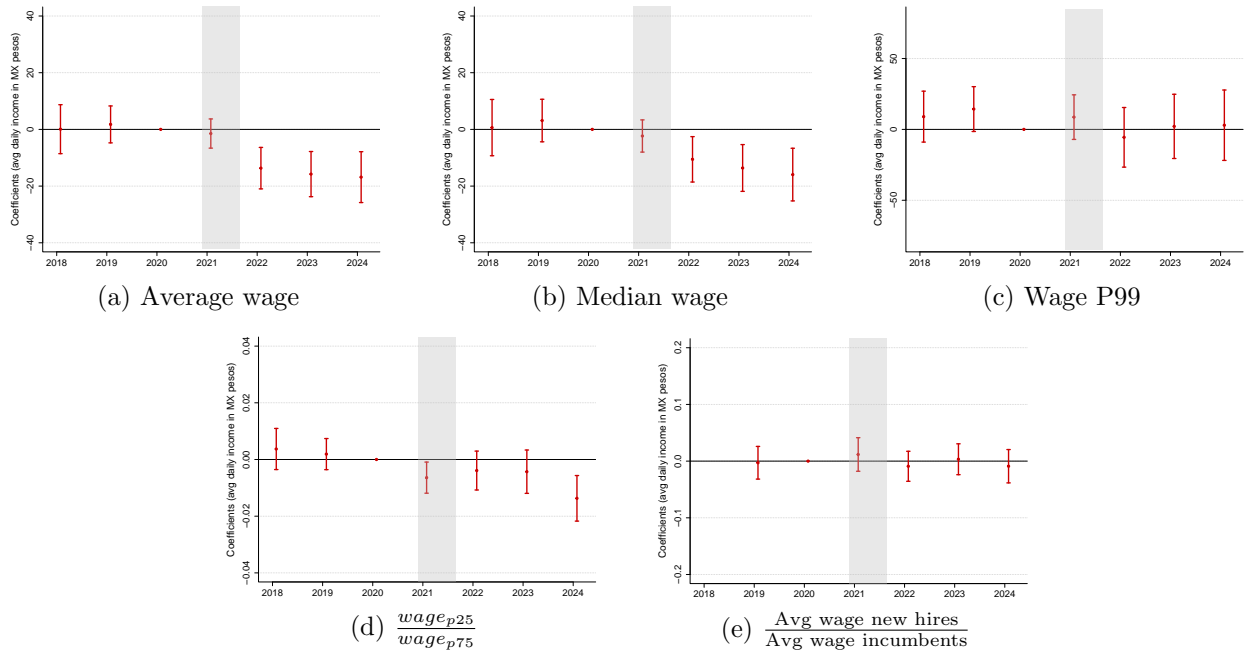 Coefficients (avg daily income in MX pesos)
40
20
0
−20
−40
2018 2019 2020 2021 2022 2023 2024
(a) Average wage
Coefficients (avg daily income in MX pesos)
40
20
0
−20
−40
2018 2019 2020 2021 2022 2023 2024
(b) Median wage
Coefficients (avg daily income in MX pesos)
50
0
−50
2018 2019 2020 2021 2022 2023 2024
(c) Wage P99
Coefficients (avg daily income in MX pesos)
0.04
0.02
0.00
−0.02
−0.04
2018 2019 2020 2021 2022 2023 2024
(d) wage_p25 / wage_p75
Coefficients (avg daily income in MX pesos)
0.2
0.1
0.0
−0.1
−0.2
2018 2019 2020 2021 2022 2023 2024
(e) Avg wage new hires / Avg wage incumbents